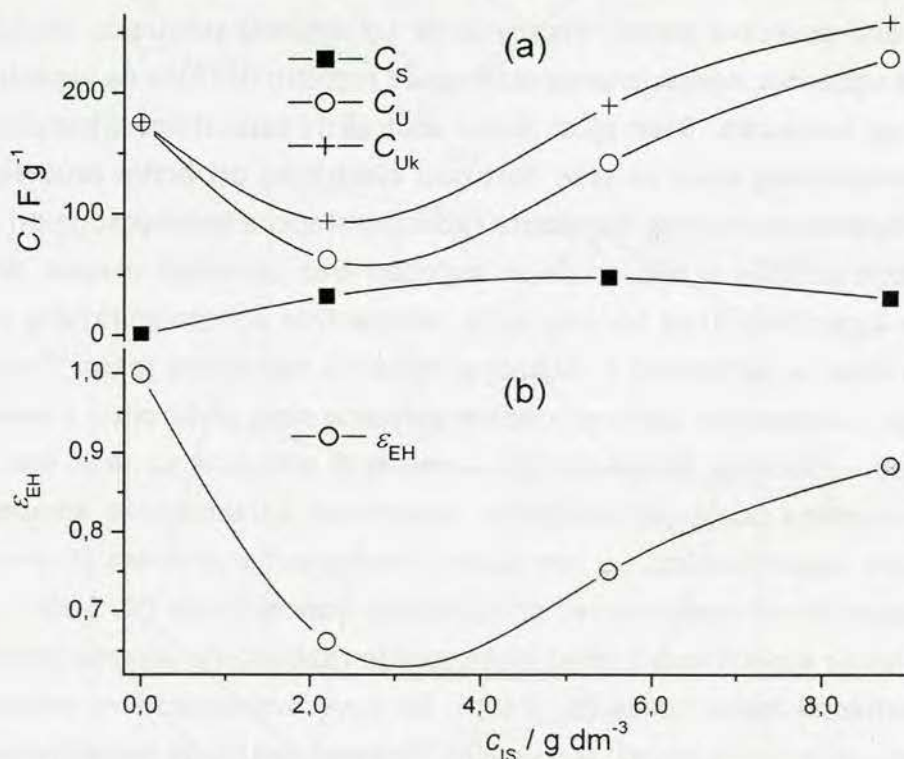 (a)
C_S
C_U
C_Uk
200
100
0
C / F g⁻¹
(b)
ε_EH
1,0
0,9
0,8
0,7
ε_EH
0,0 2,0 4,0 6,0 8,0
c_IS / g dm⁻³